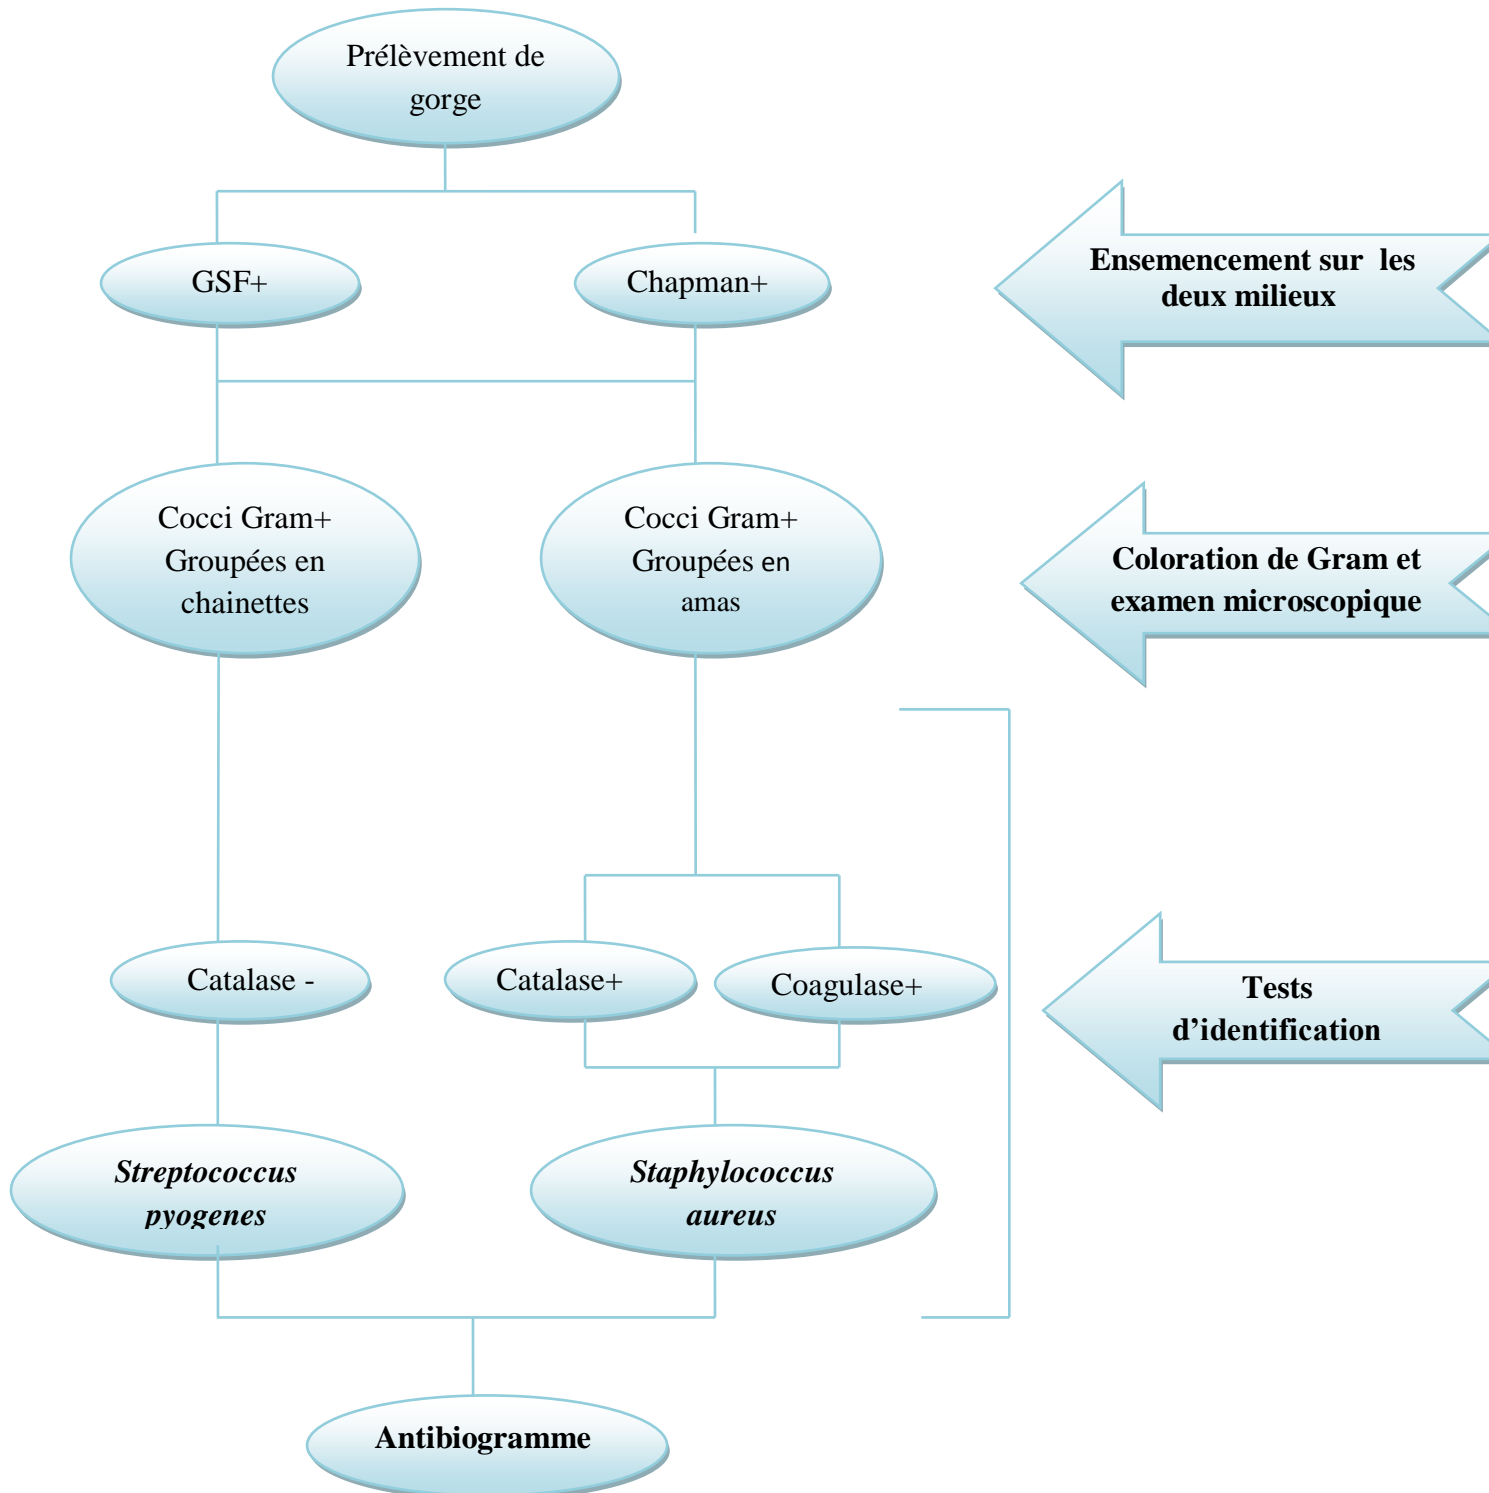 Prélèvement de
gorge
GSF+
Chapman+
Ensemencement sur les
deux milieux
Cocci Gram+
Groupées en
chainettes
Cocci Gram+
Groupées en
amas
Coloration de Gram et
examen microscopique
Catalase -
Catalase+
Coagulase+
Tests
d’identification
Streptococcus
pyogenes
Staphylococcus
aureus
Antibiogramme